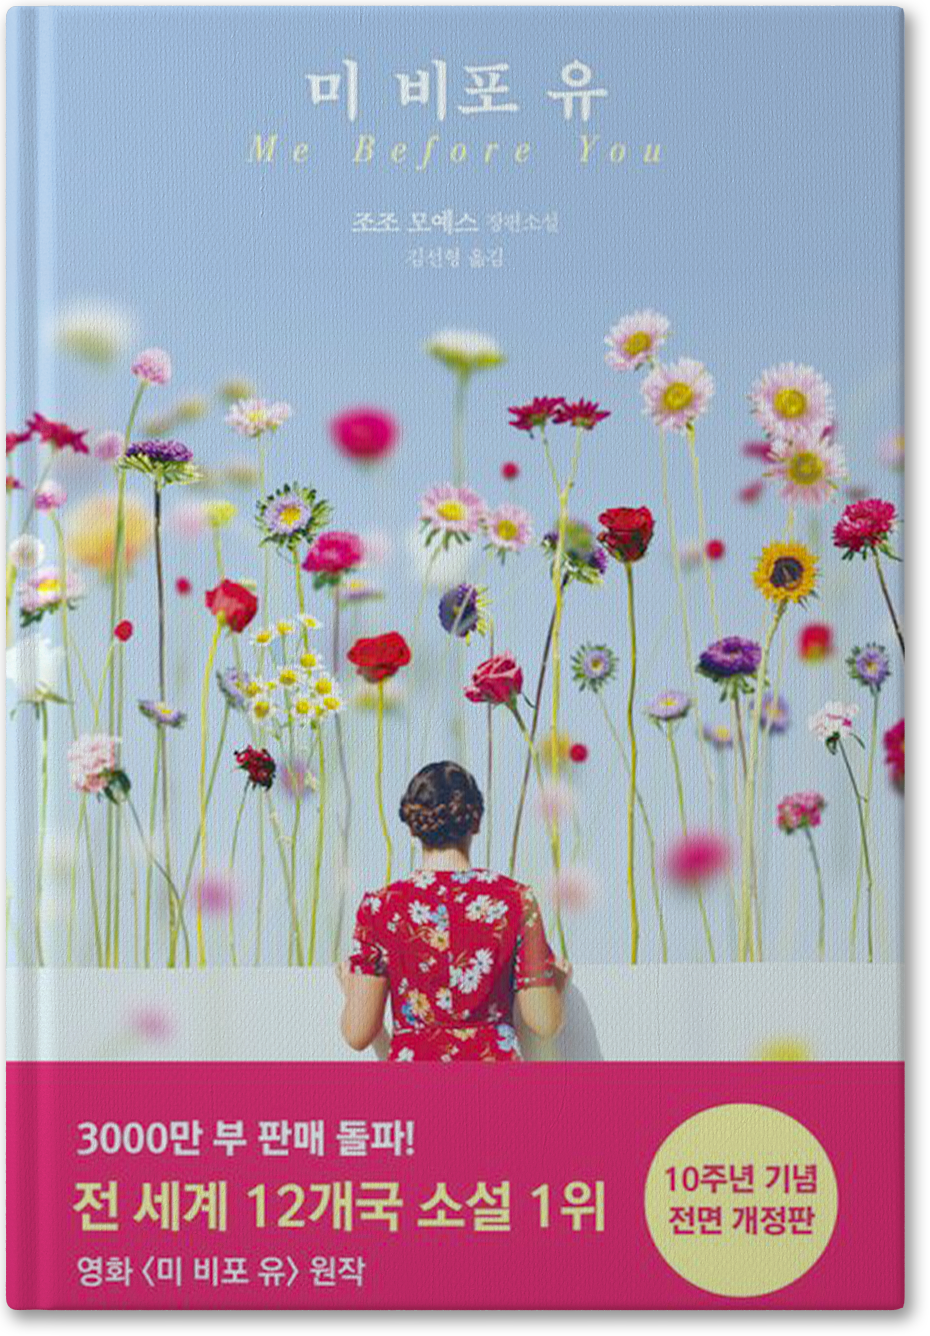 미 비포 유
Me Before You
조조 모예스 장편소설
김선형 옮김
3000만 부 판매 돌파!
전 세계 12개국 소설 1위
영화 〈미 비포 유〉 원작
10주년 기념
전면 개정판